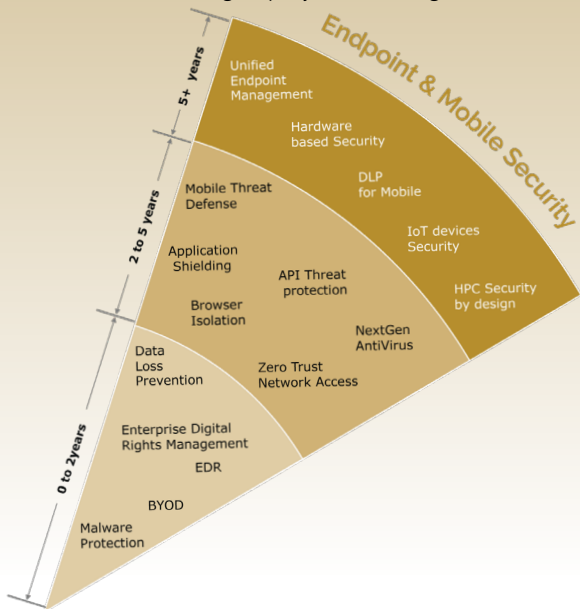 Endpoint & Mobile Security
5+ years
Unified
Endpoint
Management
Hardware
based Security
DLP
for Mobile
IoT devices
Security
HPC Security
by design
2 to 5 years
Mobile Threat
Defense
Application
Shielding
API Threat
protection
Browser
Isolation
NextGen
AntiVirus
Zero Trust
Network Access
0 to 2years
Data
Loss
Prevention
Enterprise Digital
Rights Management
EDR
BYOD
Malware
Protection